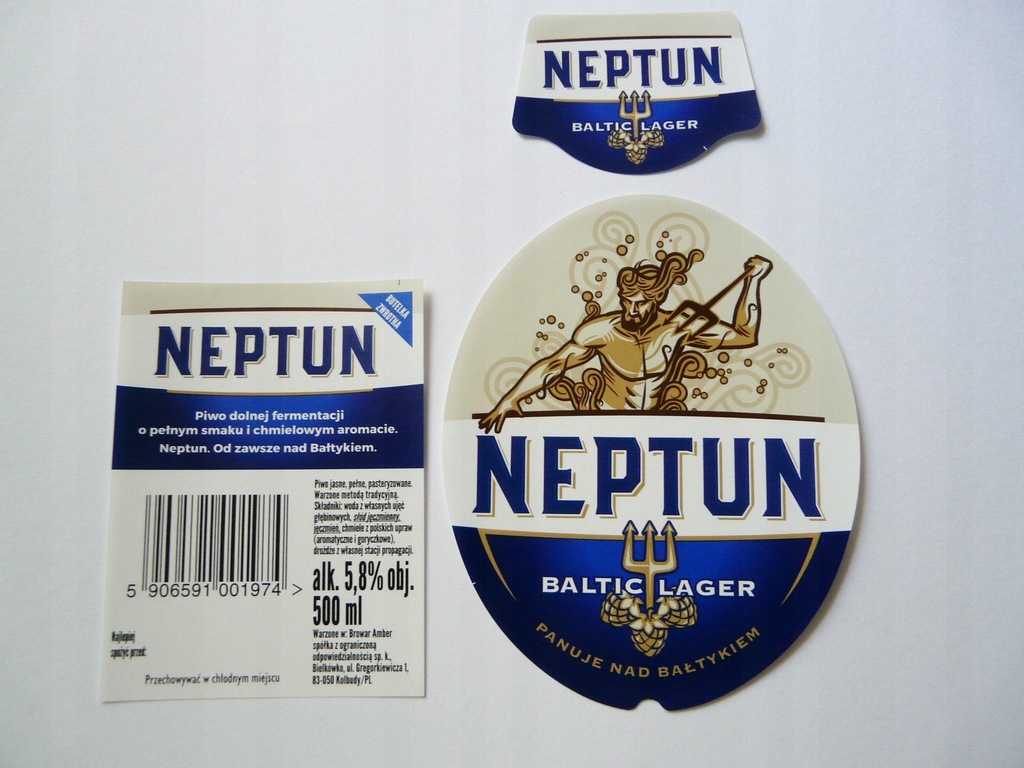 NEPTUN
BALTIC LAGER
NEPTUN
BALTIC LAGER
PANUJE NAD BAŁTYKIEM
BUTELKA
ZWROTNA
NEPTUN
Piwo dolnej fermentacji
o pełnym smaku i chmielowym aromacie.
Neptun. Od zawsze nad Bałtykiem.
Piwo jasne, pełne, pasteryzowane.
Warzone metodą tradycyjną.
Składniki: woda z własnych ujęć
głębinowych, słód jęczmienny,
jęczmień, chmiele z polskich upraw
(aromatyczne i goryczkowe),
drożdże z własnej stacji propagacji.
5 906591 001974 >
alk. 5,8% obj.
500 ml
Warzone w: Browar Amber
spółka z ograniczoną
odpowiedzialnością sp. k.,
Bielkówko, ul. Gregorkiewicza 1,
83-050 Kolbudy/PL
Najlepiej
spożyć przed:
Przechowywać w chłodnym miejscu